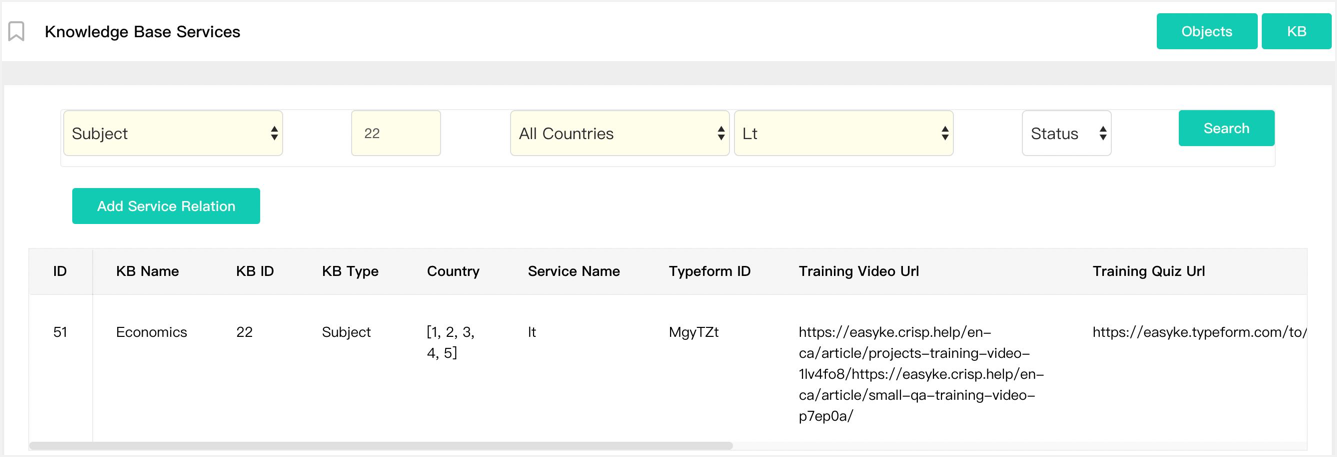 Knowledge Base Services
Objects
KB
Subject
22
All Countries
Lt
Status
Search
Add Service Relation
ID KB Name KB ID KB Type Country Service Name Typeform ID Training Video Url Training Quiz Url
51 Economics 22 Subject [1, 2, 3, lt MgyTZt https://easyke.crisp.help/en- https://easyke.typeform.com/to/
4, 5] ca/article/projects-training-video-
1lv4fo8/https://easyke.crisp.help/en-
ca/article/small-qa-training-video-
p7ep0a/